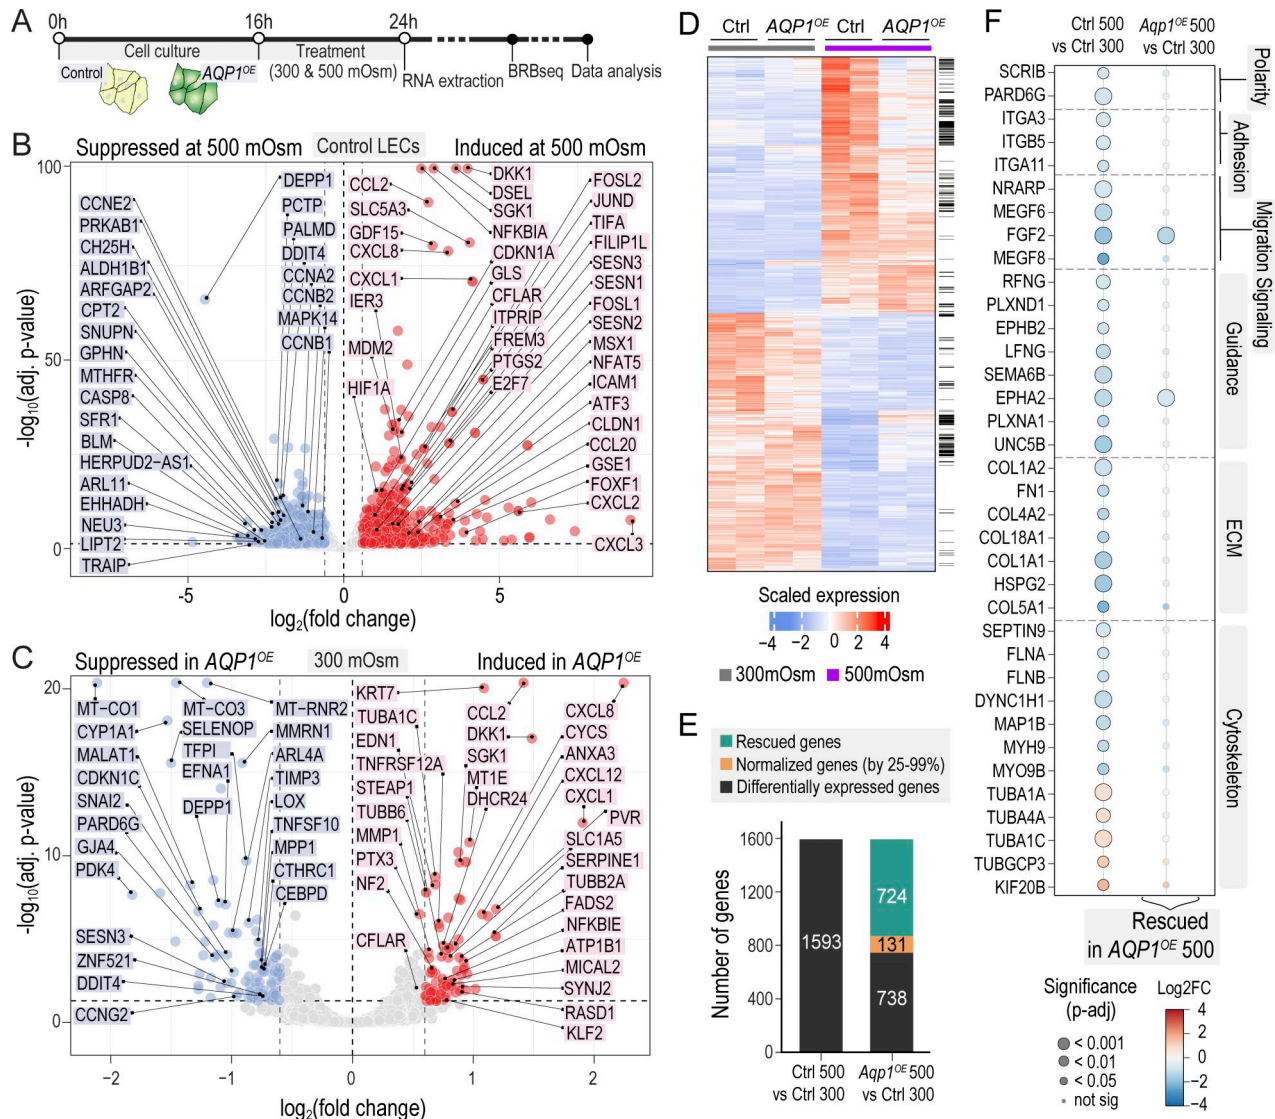 A
0h
16h
24h
Cell culture
Treatment
(300 & 500 mOsm)
RNA extraction
BRBseq
Data analysis
Control
AQP1OE
B
Suppressed at 500 mOsm
Control LECs
Induced at 500 mOsm
-log10(adj. p-value)
100
50
0
CCNE2
PRKAB1
CH25H
ALDH1B1
ARFGAP2
CPT2
SNUPN
GPHN
MTHFR
CASP8
SFR1
BLM
HERPUD2-AS1
ARL11
EHHADH
NEU3
LIPT2
TRAIP
DEPP1
PCTP
PALMD
DDIT4
CCNA2
CCNB2
MAPK14
CCNB1
CCL2
SLC5A3
GDF15
CXCL8
CXCL1
IER3
MDM2
HIF1A
DKK1
DSEL
SGK1
NFKBIA
CDKN1A
GLS
CFLAR
ITPRIP
FREM3
PTGS2
E2F7
FOSL2
JUND
TIFA
FILIP1L
SESN3
SESN1
FOSL1
SESN2
MSX1
NFAT5
ICAM1
ATF3
CLDN1
CCL20
GSE1
FOXF1
CXCL2
CXCL3
-5
0
5
log2(fold change)
C
Suppressed in AQP1OE
300 mOsm
Induced in AQP1OE
-log10(adj. p-value)
20
10
0
MT-CO1
CYP1A1
MALAT1
CDKN1C
SNAI2
PARD6G
GJA4
PDK4
SESN3
ZNF521
DDIT4
CCNG2
MT-CO3
SELENOP
TFPI
EFNA1
DEPP1
MT-RNR2
MMRN1
ARL4A
TIMP3
LOX
TNFSF10
MPP1
CTHRC1
CEBPD
KRT7
TUBA1C
EDN1
TNFRSF12A
STEAP1
TUBB6
MMP1
PTX3
NF2
CFLAR
CCL2
DKK1
SGK1
MT1E
DHCR24
CXCL8
CYCS
ANXA3
CXCL12
CXCL1
PVR
SLC1A5
SERPINE1
TUBB2A
FADS2
NFKBIE
ATP1B1
MICAL2
SYNJ2
RASD1
KLF2
−2
−1
0
1
2
log2(fold change)
D
Ctrl
AQP1OE
Ctrl
AQP1OE
Scaled expression
−4
−2
0
2
4
300mOsm
500mOsm
E
Rescued genes
Normalized genes (by 25-99%)
Differentially expressed genes
Number of genes
1600
1200
800
400
0
1593
724
131
738
Ctrl 500
vs Ctrl 300
Aqp1OE 500
vs Ctrl 300
F
Ctrl 500
vs Ctrl 300
Aqp1OE 500
vs Ctrl 300
SCRIB
PARD6G
ITGA3
ITGB5
ITGA11
NRARP
MEGF6
FGF2
MEGF8
RFNG
PLXND1
EPHB2
LFNG
SEMA6B
EPHA2
PLXNA1
UNC5B
COL1A2
FN1
COL4A2
COL18A1
COL1A1
HSPG2
COL5A1
SEPTIN9
FLNA
FLNB
DYNC1H1
MAP1B
MYH9
MYO9B
TUBA1A
TUBA4A
TUBA1C
TUBGCP3
KIF20B
Polarity
Adhesion
Migration Signaling
Guidance
ECM
Cytoskeleton
Rescued
in AQP1OE 500
Significance
(p-adj)
< 0.001
< 0.01
< 0.05
not sig
Log2FC
4
2
0
−2
−4